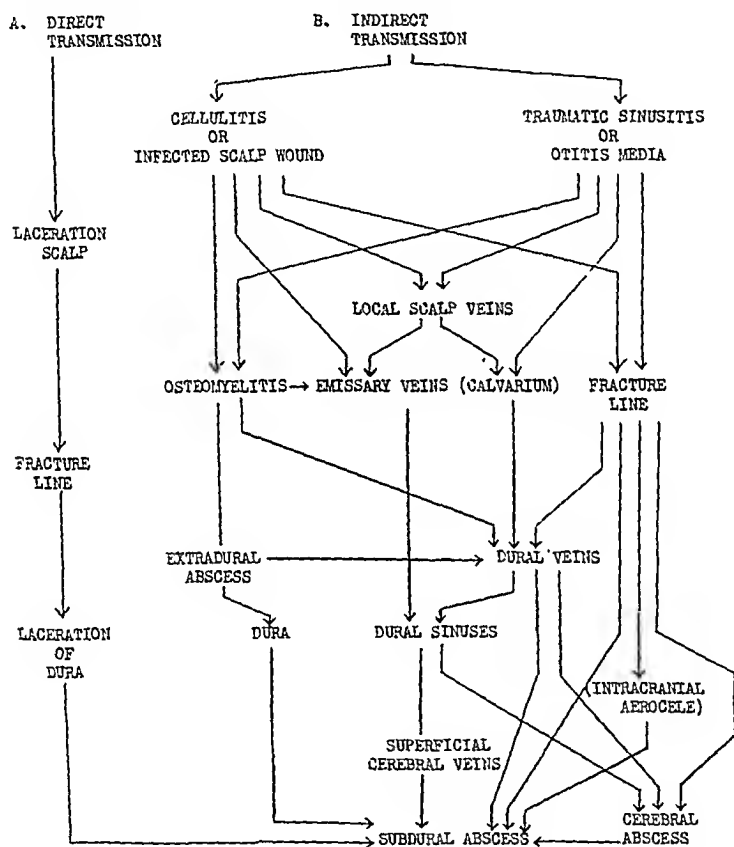 A. DIRECT
TRANSMISSION
B. INDIRECT
TRANSMISSION
CELLULITIS
OR
INFECTED SCALP WOUND
TRAUMATIC SINUSITIS
OR
OTITIS MEDIA
LACERATION
SCALP
LOCAL SCALP VEINS
OSTEOMYELITIS EMISSARY VEINS (CALVARIUM) FRACTURE
LINE
FRACTURE
LINE
EXTRADURAL
ABSCESS
DURAL VEINS
LACERATION
OF
DURA
DURA
DURAL SINUSES
(INTRACRANIAL
AEROCELE)
SUPERFICIAL
CEREBRAL VEINS
SUBDURAL ABSCESS
CEREBRAL
ABSCESS